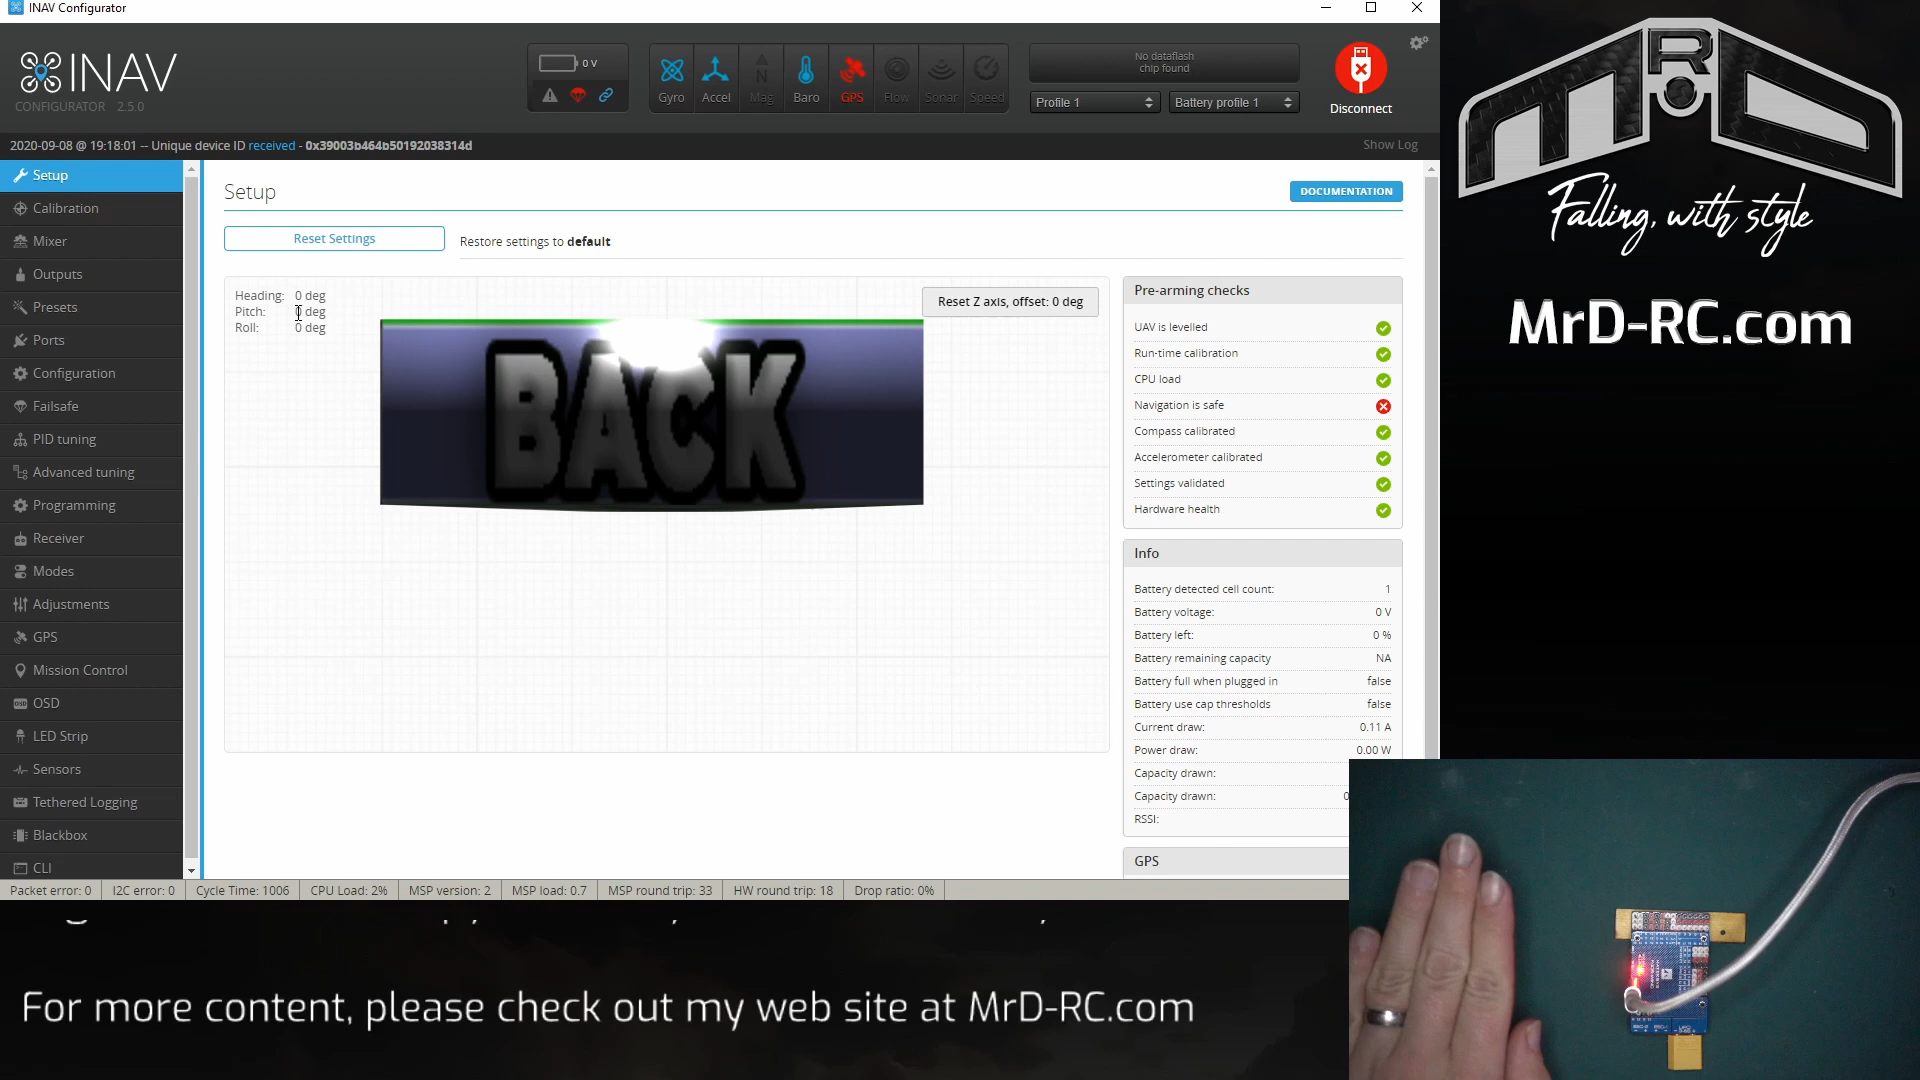 INAV Configurator
INAV
CONFIGURATOR 2.5.0
0 V
Gyro
Accel
Mag
Baro
GPS
Flow
Sonar
Speed
No dataflash
chip found
Profile 1
Battery profile 1
Disconnect
2020-09-08 @ 19:18:01 -- Unique device ID received - 0x39003b464b50192038314d
Show Log
Setup
Calibration
Mixer
Outputs
Presets
Ports
Configuration
Failsafe
PID tuning
Advanced tuning
Programming
Receiver
Modes
Adjustments
GPS
Mission Control
OSD
LED Strip
Sensors
Tethered Logging
Blackbox
CLI
Setup
DOCUMENTATION
Reset Settings
Restore settings to default
Heading: 0 deg
Pitch: 0 deg
Roll: 0 deg
Reset Z axis, offset: 0 deg
BACK
Pre-arming checks
UAV is levelled
Run-time calibration
CPU load
Navigation is safe
Compass calibrated
Accelerometer calibrated
Settings validated
Hardware health
Info
Battery detected cell count: 1
Battery voltage: 0 V
Battery left: 0 %
Battery remaining capacity NA
Battery full when plugged in false
Battery use cap thresholds false
Current draw: 0.11 A
Power draw: 0.00 W
Capacity drawn:
Capacity drawn: 0
RSSI:
GPS
Packet error: 0
I2C error: 0
Cycle Time: 1006
CPU Load: 2%
MSP version: 2
MSP load: 0.7
MSP round trip: 33
HW round trip: 18
Drop ratio: 0%
MRD
Falling, with style
MrD-RC.com
For more content, please check out my web site at MrD-RC.com